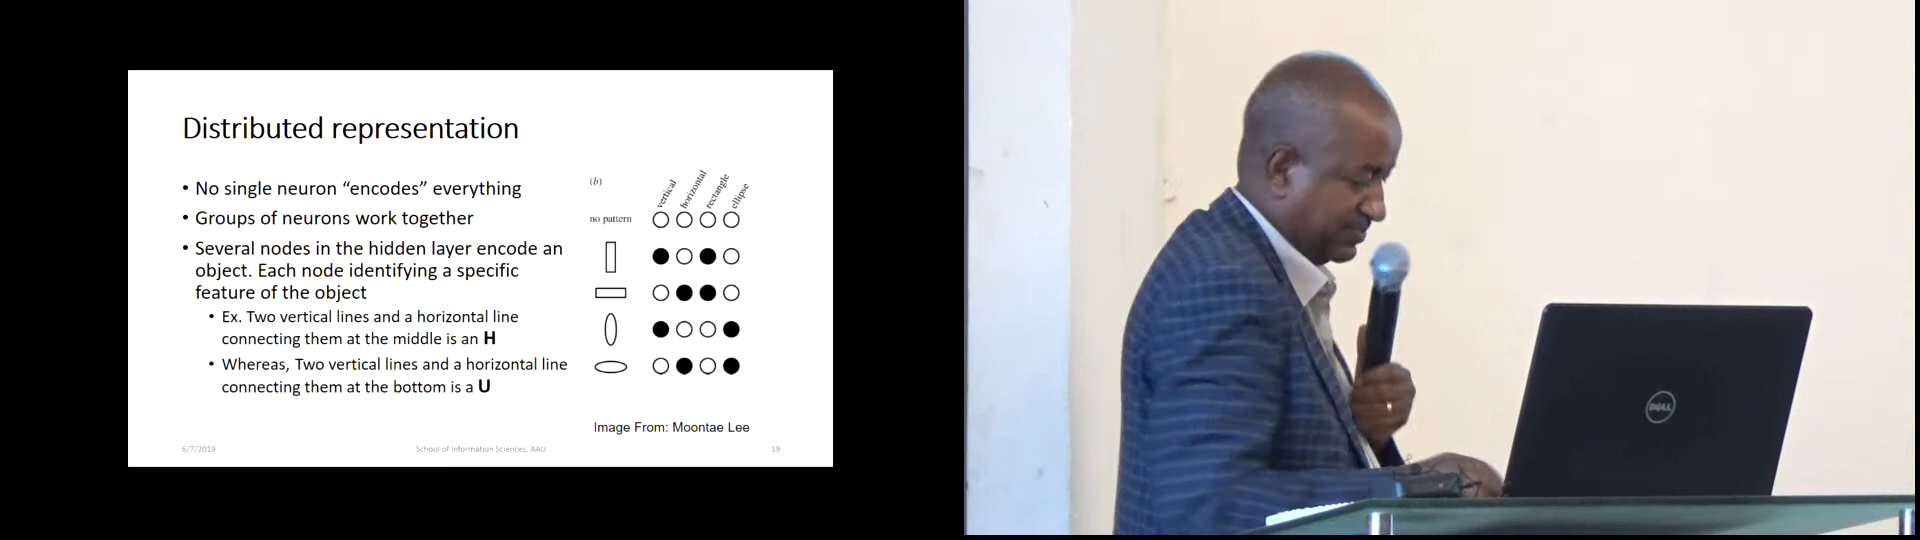 Distributed representation
• No single neuron “encodes” everything
• Groups of neurons work together
• Several nodes in the hidden layer encode an
object. Each node identifying a specific
feature of the object
• Ex. Two vertical lines and a horizontal line
connecting them at the middle is an H
• Whereas, Two vertical lines and a horizontal line
connecting them at the bottom is a U
(b)
vertical
horizontal
rectangle
ellipse
no pattern
Image From: Moontae Lee
6/7/2019
School of Information Sciences, AAU
19
DELL